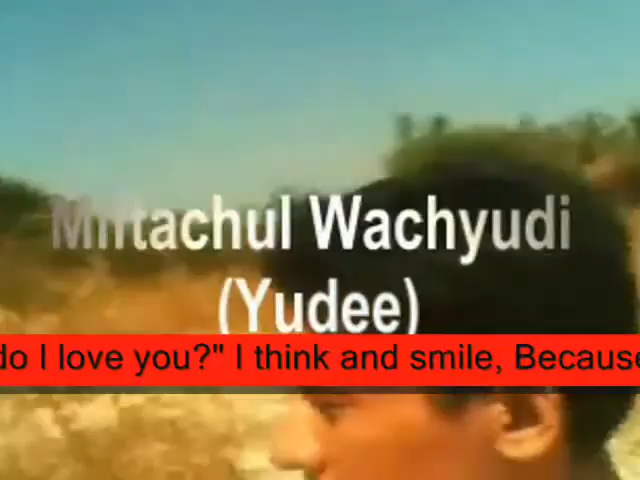 Miftachul Wachyudi
(Yudee)
do I love you?" I think and smile, Because